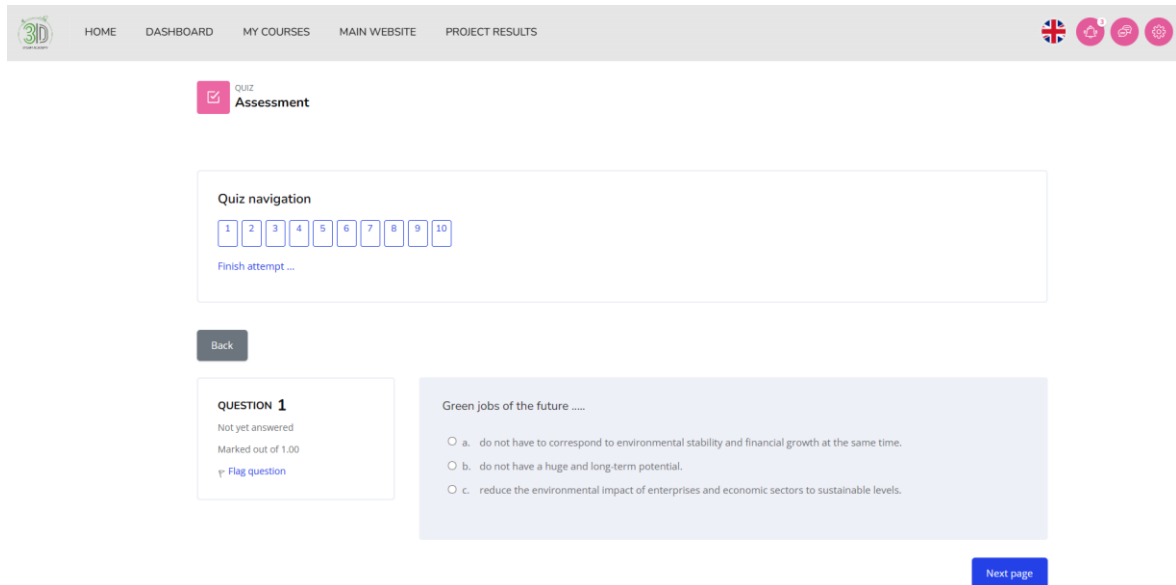 3D
HOME DASHBOARD MY COURSES MAIN WEBSITE PROJECT RESULTS
3
QUIZ
Assessment
Quiz navigation
1 2 3 4 5 6 7 8 9 10
Finish attempt ...
Back
QUESTION 1
Not yet answered
Marked out of 1.00
Flag question
Green jobs of the future .....
a. do not have to correspond to environmental stability and financial growth at the same time.
b. do not have a huge and long-term potential.
c. reduce the environmental impact of enterprises and economic sectors to sustainable levels.
Next page